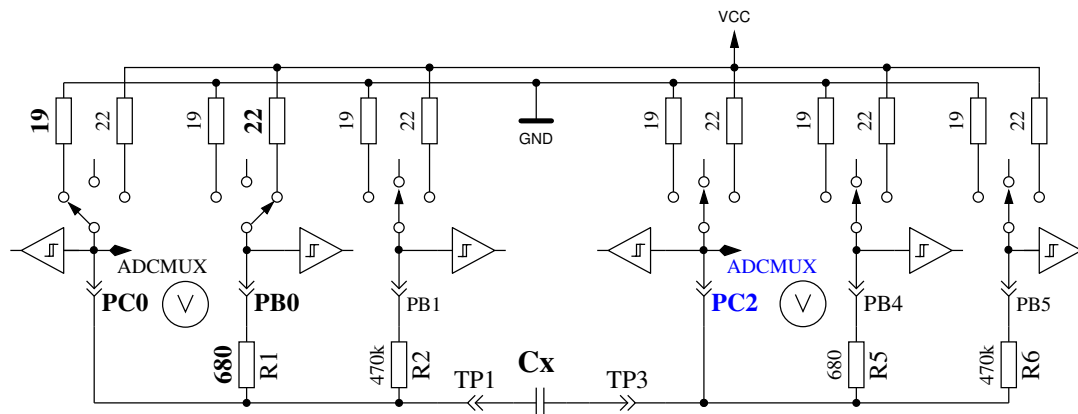 VCC
19
22
19
22
19
22
GND
19
22
19
22
19
22
ADCMUX
ADCMUX
PC0
V
PB0
PB1
PC2
V
PB4
PB5
680
R1
470k
R2
TP1
Cx
TP3
680
R5
470k
R6